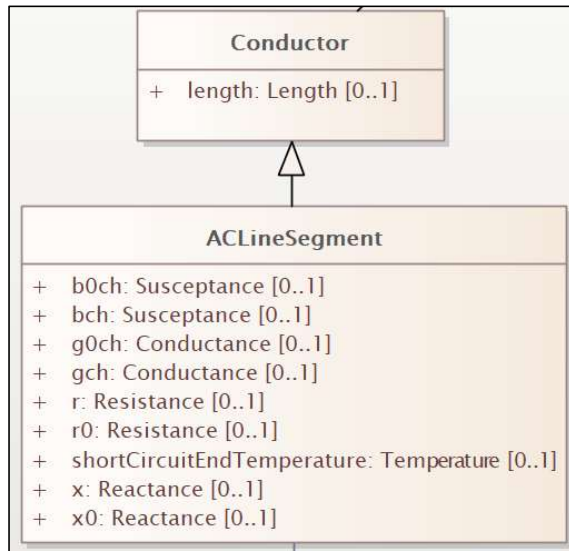 Conductor
+ length: Length [0..1]
ACLineSegment
+ b0ch: Susceptance [0..1]
+ bch: Susceptance [0..1]
+ g0ch: Conductance [0..1]
+ gch: Conductance [0..1]
+ r: Resistance [0..1]
+ r0: Resistance [0..1]
+ shortCircuitEndTemperature: Temperature [0..1]
+ x: Reactance [0..1]
+ x0: Reactance [0..1]